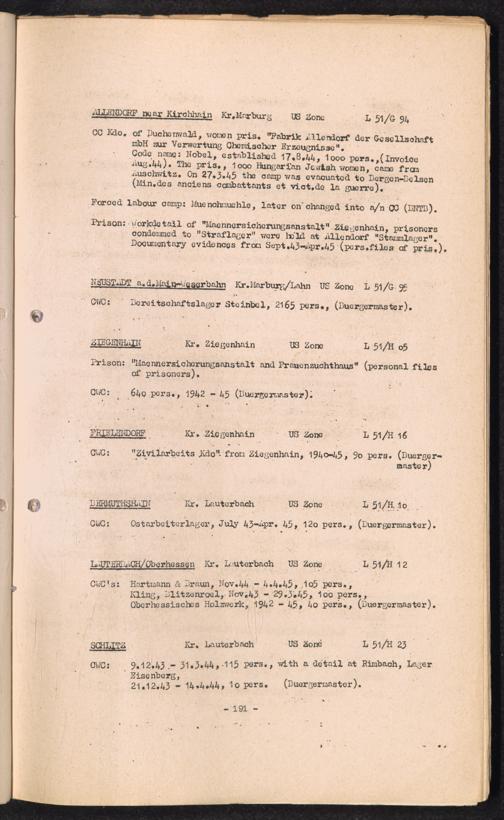 ALLENDORF near Kirchhain Kr.Marburg US Zone L 51/G 94
CC Kdo. of Buchenwald, women pris. "Fabrik Allendorf der Gesellschaft
mbH zur Verwertung Chemischer Erzeugnisse".
Code name: Nobel, established 17.8.44, 1000 pers.,(Invoice
Aug.44). The pris., 1000 Hungarian Jewish women, came from
Auschwitz. On 27.3.45 the camp was evacuated to Bergen-Belsen
(Min.des anciens combattants et vict.de la guerre).
Forced labour camp: Muenchmuehle, later on changed into a/n CC (DNTB).
Prison: Workdetail of "Maennersicherungsanstalt" Ziegenhain, prisoners
condemned to "Straflager" were held at Allendorf "Stammlager".
Documentary evidences from Sept.43-Apr.45 (pers.files of pris.).
NEUSTADT a.d.Main-Weserbahn Kr.Marburg/Lahn US Zone L 51/G 95
CWC: Bereitschaftslager Steinbel, 2165 pers., (Buergermaster).
ZIEGENHAIN Kr. Ziegenhain US Zone L 51/H 05
Prison: "Maennersicherungsanstalt and Frauenzuchthaus" (personal files
of prisoners).
CWC: 640 pers., 1942 - 45 (Buergermaster).
FRIELENDORF Kr. Ziegenhain US Zone L 51/H 16
CWC: "Zivilarbeits Kdo" from Ziegenhain, 1940-45, 90 pers. (Buerger-
master)
BERMUTHSHAIN Kr. Lauterbach US Zone L 51/H 10
CWC: Ostarbeiterlager, July 43-Apr. 45, 120 pers., (Buergermaster).
LAUTERBACH/Oberhessen Kr. Lauterbach US Zone L 51/H 12
CWC's: Hartmann & Braun, Nov.44 - 4.4.45, 105 pers.,
Kling, Blitzenroel, Nov.43 - 29.3.45, 100 pers.,
Oberhessisches Holzwerk, 1942 - 45, 40 pers., (Buergermaster).
SCHLITZ Kr. Lauterbach US Zone L 51/H 23
CWC: 9.12.43 - 31.3.44, 115 pers., with a detail at Rimbach, Lager
Eisenberg,
21.12.43 - 14.4.44, 10 pers. (Buergermaster).
- 191 -